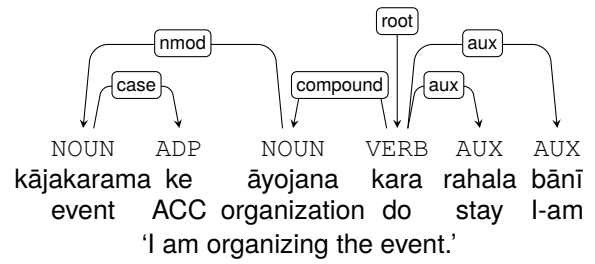 root
nmod aux
case compound aux
NOUN ADP NOUN VERB AUX AUX
kājakarama ke āyojana kara rahala bānī
event ACC organization do stay I-am
‘I am organizing the event.’